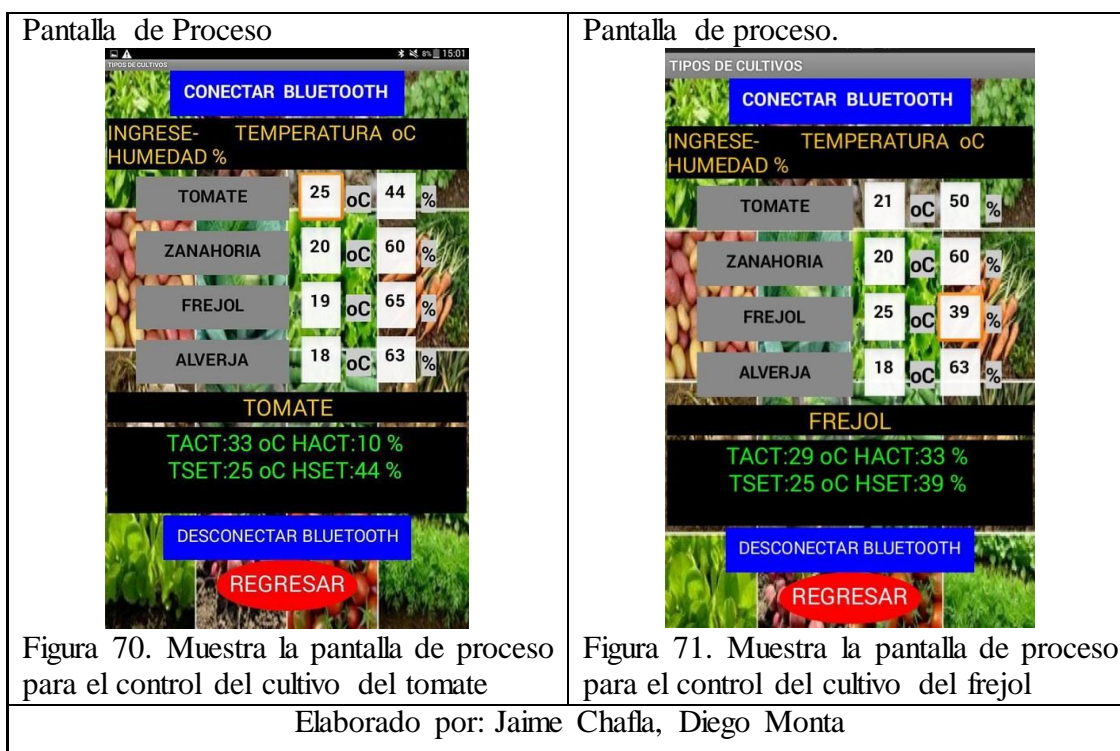 Pantalla de Proceso
8% 15:01
TIPOS DE CULTIVOS
CONECTAR BLUETOOTH
INGRESE- TEMPERATURA oC
HUMEDAD %
TOMATE 25 oC 44 %
ZANAHORIA 20 oC 60 %
FREJOL 19 oC 65 %
ALVERJA 18 oC 63 %
TOMATE
TACT:33 oC HACT:10 %
TSET:25 oC HSET:44 %
DESCONECTAR BLUETOOTH
REGRESAR
Figura 70. Muestra la pantalla de proceso
para el control del cultivo del tomate
Pantalla de proceso.
TIPOS DE CULTIVOS
CONECTAR BLUETOOTH
INGRESE- TEMPERATURA oC
HUMEDAD %
TOMATE 21 oC 50 %
ZANAHORIA 20 oC 60 %
FREJOL 25 oC 39 %
ALVERJA 18 oC 63 %
FREJOL
TACT:29 oC HACT:33 %
TSET:25 oC HSET:39 %
DESCONECTAR BLUETOOTH
REGRESAR
Figura 71. Muestra la pantalla de proceso
para el control del cultivo del frejol
Elaborado por: Jaime Chafla, Diego Monta